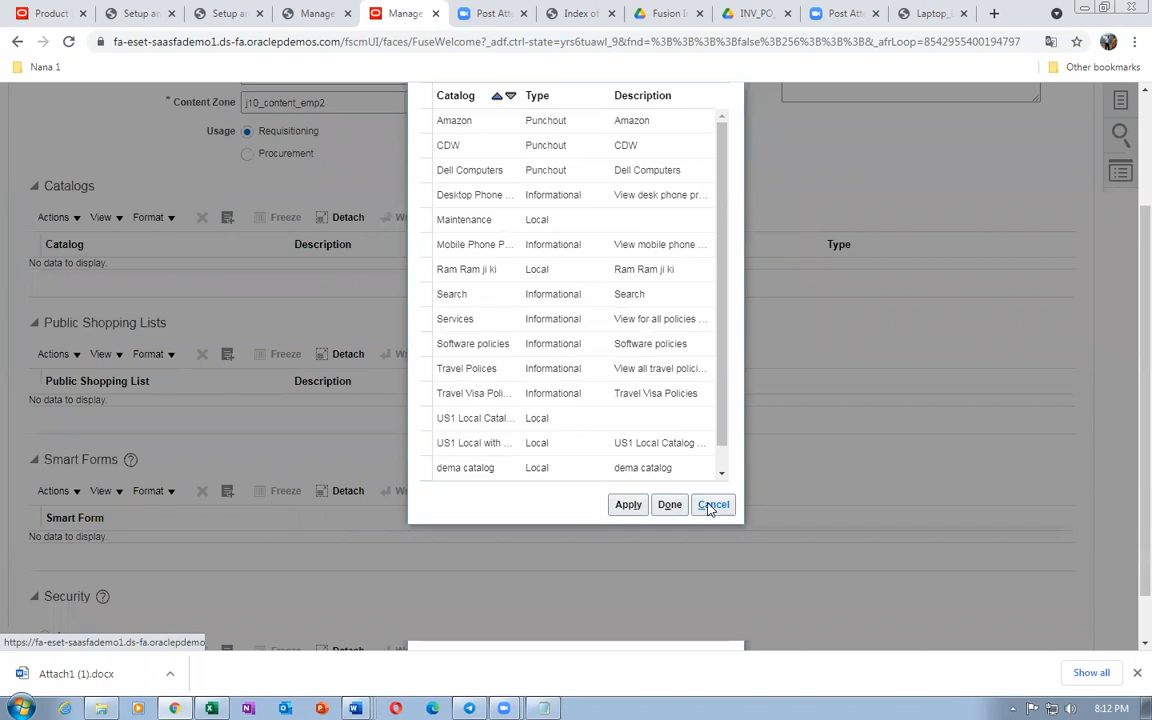 Product
Setup an
Setup an
Manage
Manage
Post Att
Index of
Fusion I
INV_PO_
Post Att
Laptop_I
fa-eset-saasfademo1.ds-fa.oraclepdemos.com/fscmUI/faces/FuseWelcome?_adf.ctrl-state=yrs6tuawl_9&fnd=%3B%3B%3B%3Bfalse%3B256%3B%3B%3B&_afrLoop=8542955400194797
Nana 1
Other bookmarks
* Content Zone j10_content_emp2
Usage Requisitioning
Procurement
Catalogs
Actions View Format Freeze Detach Wr
Catalog Description Type
No data to display.
Public Shopping Lists
Actions View Format Freeze Detach Wr
Public Shopping List Description
No data to display.
Smart Forms
Actions View Format Freeze Detach Wr
Smart Form
No data to display.
Security
Catalog Type Description
Amazon Punchout Amazon
CDW Punchout CDW
Dell Computers Punchout Dell Computers
Desktop Phone ... Informational View desk phone pr...
Maintenance Local
Mobile Phone P... Informational View mobile phone ...
Ram Ram ji ki Local Ram Ram ji ki
Search Informational Search
Services Informational View for all policies ...
Software policies Informational Software policies
Travel Polices Informational View all travel polici...
Travel Visa Poli... Informational Travel Visa Policies
US1 Local Catal... Local
US1 Local with ... Local US1 Local Catalog ...
dema catalog Local dema catalog
Apply Done Cancel
https://fa-eset-saasfademo1.ds-fa.oraclepdemo
Attach1 (1).docx
Show all
8:12 PM